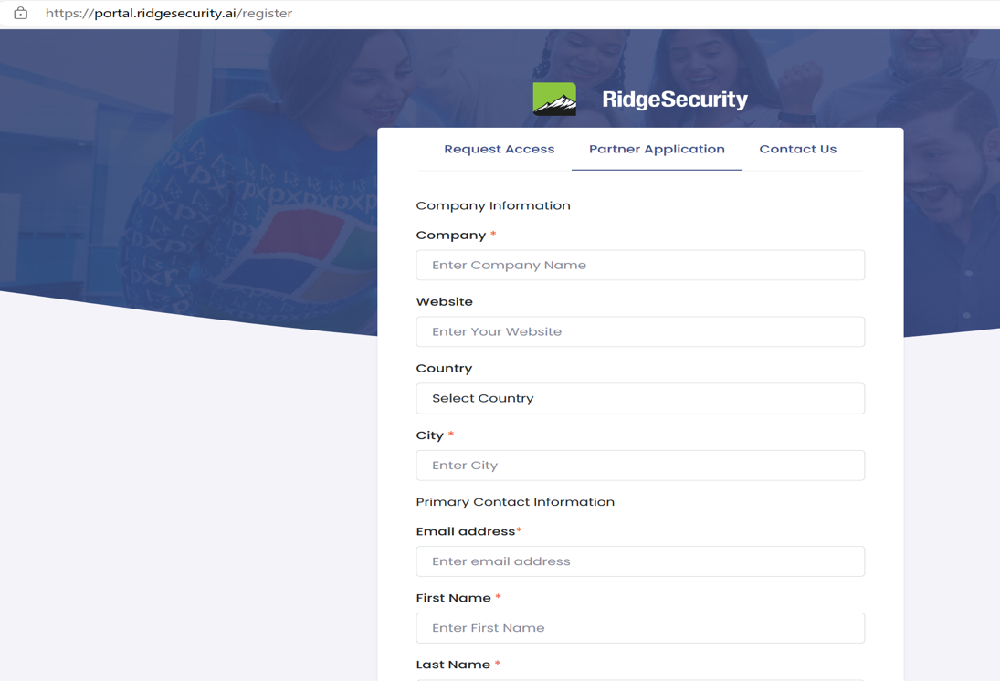 https://portal.ridgesecurity.ai/register
RidgeSecurity
Request Access Partner Application Contact Us
Company Information
Company *
Enter Company Name
Website
Enter Your Website
Country
Select Country
City *
Enter City
Primary Contact Information
Email address*
Enter email address
First Name *
Enter First Name
Last Name *